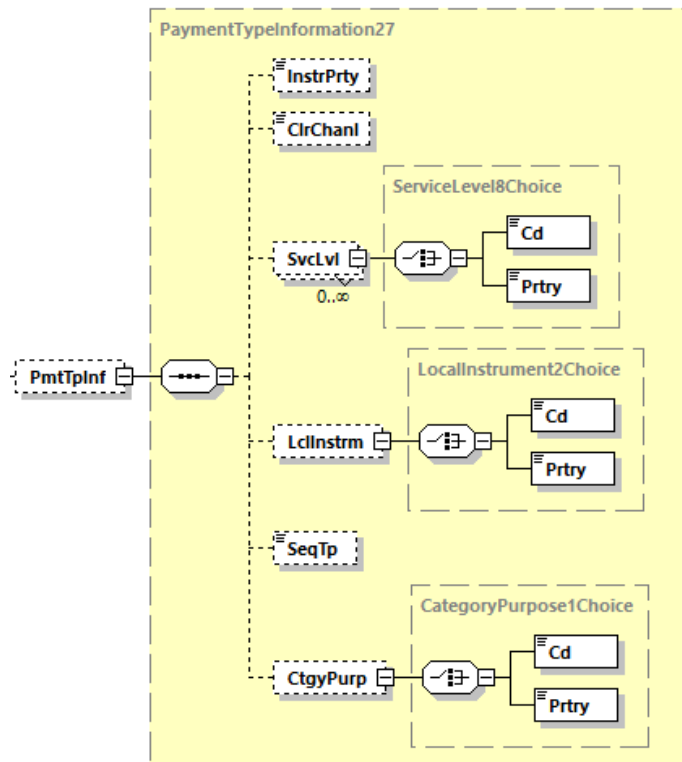 PaymentTypeInformation27
InstrPrty
ClrChanl
ServiceLevel8Choice
Cd
SvcLvl
0..∞
Prtry
PmtTpInf
LocalInstrument2Choice
Cd
LclInstrm
Prtry
SeqTp
CategoryPurpose1Choice
Cd
CtgyPurp
Prtry